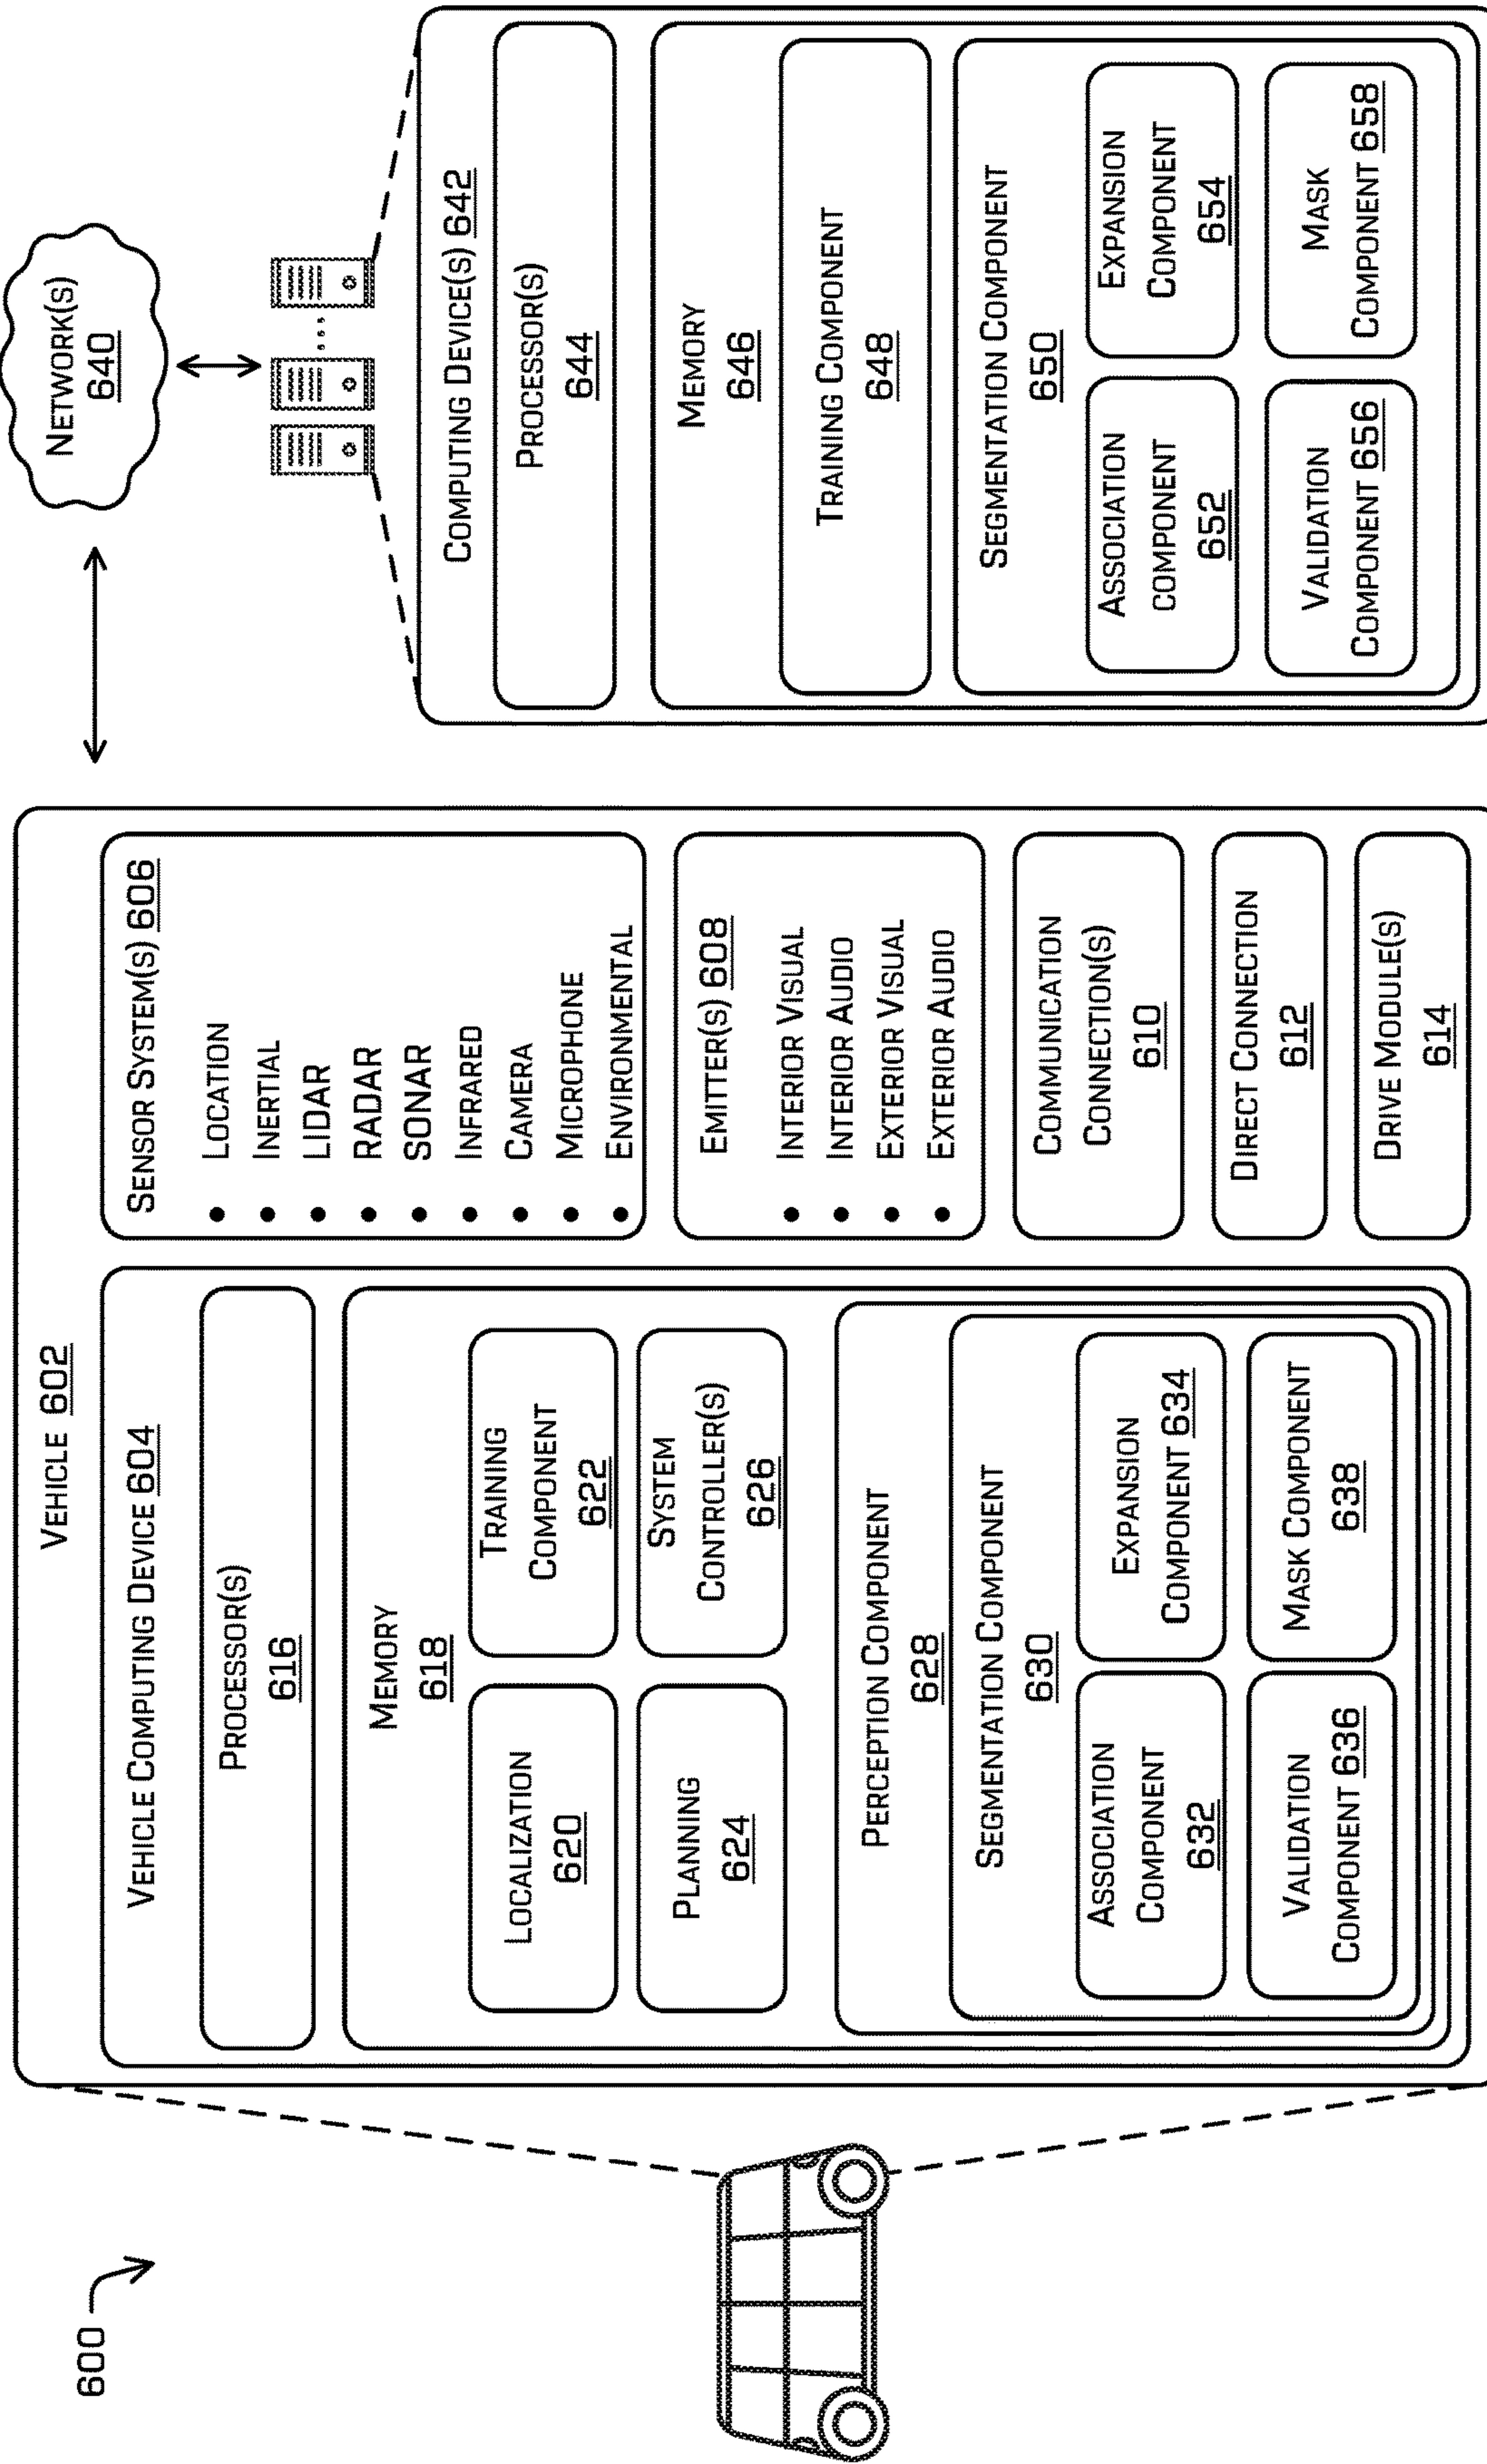 600
VEHICLE 602
VEHICLE COMPUTING DEVICE 604
PROCESSOR(S)
616
MEMORY
618
LOCALIZATION
620
TRAINING
COMPONENT
622
PLANNING
624
SYSTEM
CONTROLLER(S)
626
PERCEPTION COMPONENT
628
SEGMENTATION COMPONENT
630
ASSOCIATION
COMPONENT
632
EXPANSION
COMPONENT 634
VALIDATION
COMPONENT 636
MASK COMPONENT
638
SENSOR SYSTEM(S) 606
• LOCATION
• INERTIAL
• LIDAR
• RADAR
• SONAR
• INFRARED
• CAMERA
• MICROPHONE
• ENVIRONMENTAL
EMITTER(S) 608
• INTERIOR VISUAL
• INTERIOR AUDIO
• EXTERIOR VISUAL
• EXTERIOR AUDIO
COMMUNICATION
CONNECTION(S)
610
DIRECT CONNECTION
612
DRIVE MODULE(S)
614
NETWORK(S)
640
COMPUTING DEVICE(S) 642
PROCESSOR(S)
644
MEMORY
646
TRAINING COMPONENT
648
SEGMENTATION COMPONENT
650
ASSOCIATION
COMPONENT
652
EXPANSION
COMPONENT
654
VALIDATION
COMPONENT 656
MASK
COMPONENT 658